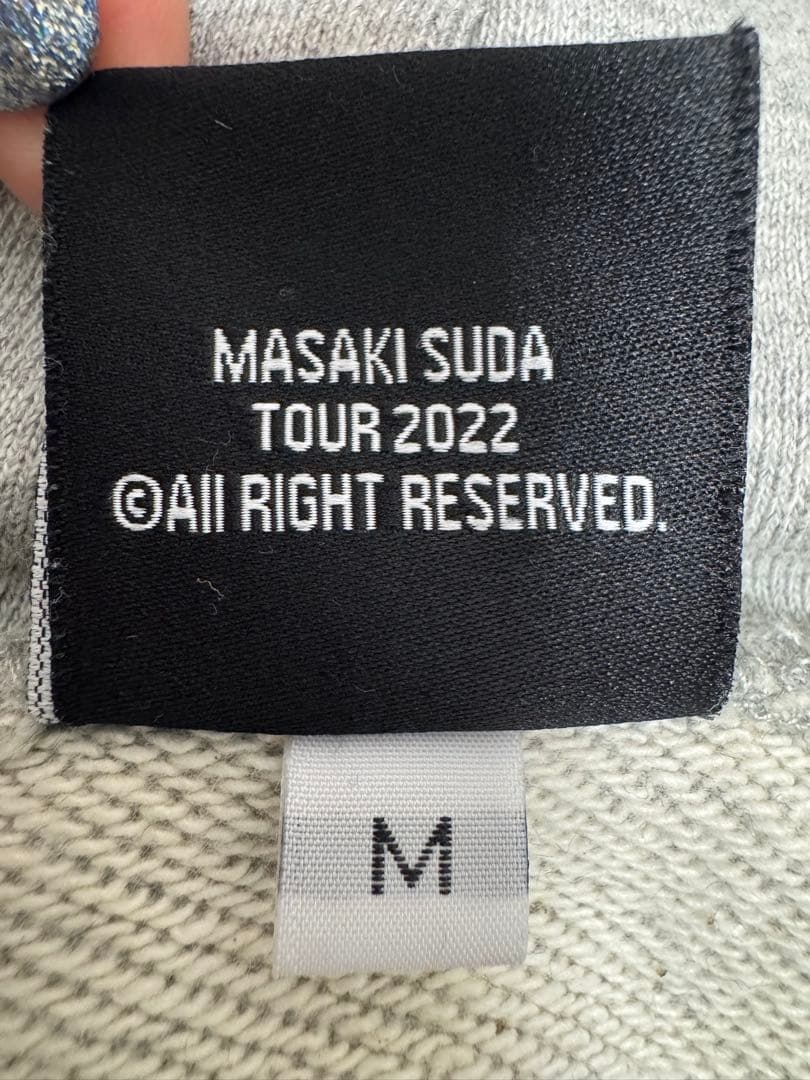 MASAKI SUDA
TOUR 2022
©All RIGHT RESERVED.
M